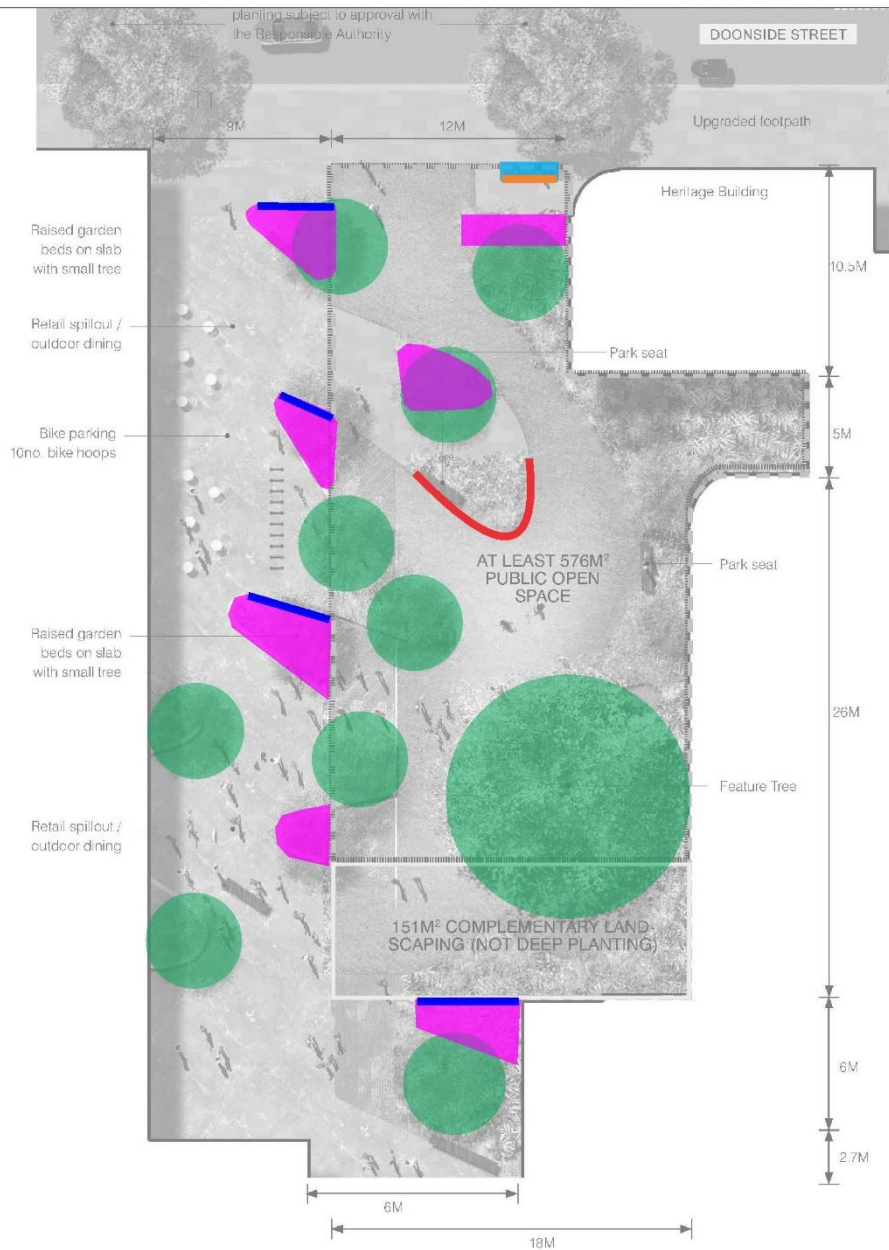 planting subject to approval with
the Responsible Authority
DOONSIDE STREET
9M
12M
Upgraded footpath
Heritage Building
Raised garden
beds on slab
with small tree
10.5M
Retail spillout /
outdoor dining
Park seat
Bike parking
10no. bike hoops
5M
AT LEAST 576M²
PUBLIC OPEN
SPACE
Park seat
Raised garden
beds on slab
with small tree
26M
Feature Tree
Retail spillout /
outdoor dining
151M² COMPLEMENTARY LAND-
SCAPING (NOT DEEP PLANTING)
6M
2.7M
6M
18M